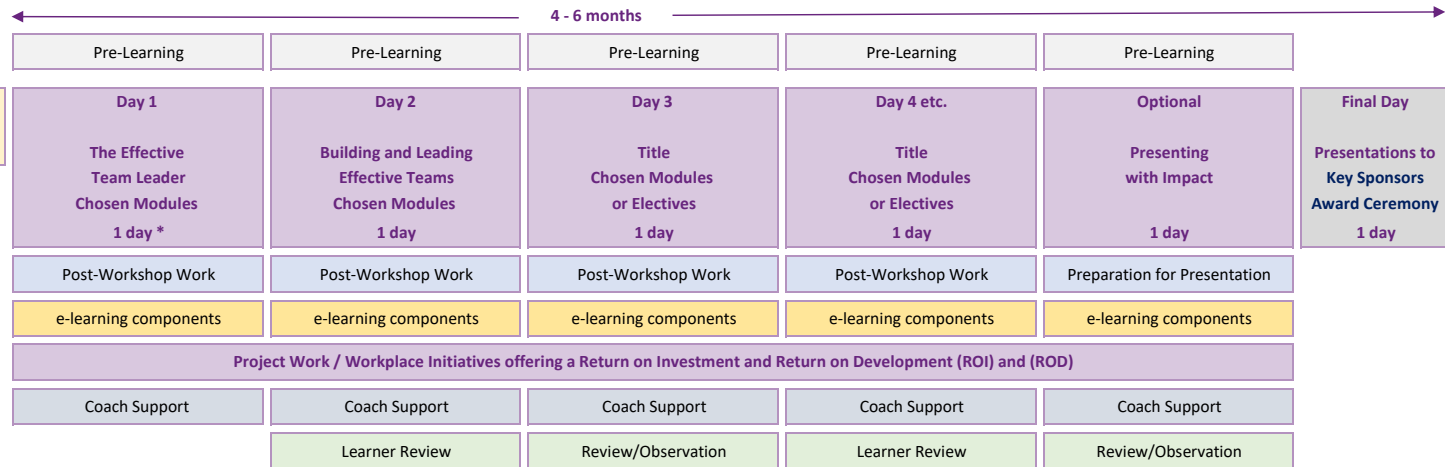 4 - 6 months
Pre-Learning
Pre-Learning
Pre-Learning
Pre-Learning
Pre-Learning
Day 1
The Effective
Team Leader
Chosen Modules
1 day *
Day 2
Building and Leading
Effective Teams
Chosen Modules
1 day
Day 3
Title
Chosen Modules
or Electives
1 day
Day 4 etc.
Title
Chosen Modules
or Electives
1 day
Optional
Presenting
with Impact
1 day
Final Day
Presentations to
Key Sponsors
Award Ceremony
1 day
Post-Workshop Work
Post-Workshop Work
Post-Workshop Work
Post-Workshop Work
Preparation for Presentation
e-learning components
e-learning components
e-learning components
e-learning components
e-learning components
Project Work / Workplace Initiatives offering a Return on Investment and Return on Development (ROI) and (ROD)
Coach Support
Coach Support
Coach Support
Coach Support
Coach Support
Learner Review
Review/Observation
Learner Review
Review/Observation